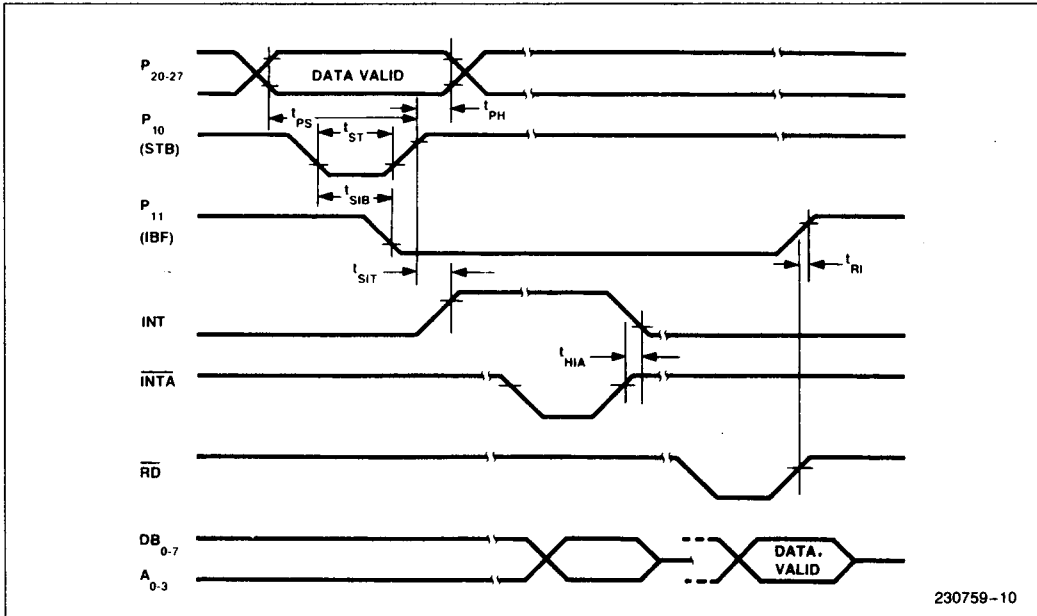 P20-27
DATA VALID
tPS
tPH
P10
(STB)
tST
tSIB
P11
(IBF)
tRI
tSIT
INT
tHIA
INTA
RD
DB0-7
DATA.
VALID
A0-3
230759-10